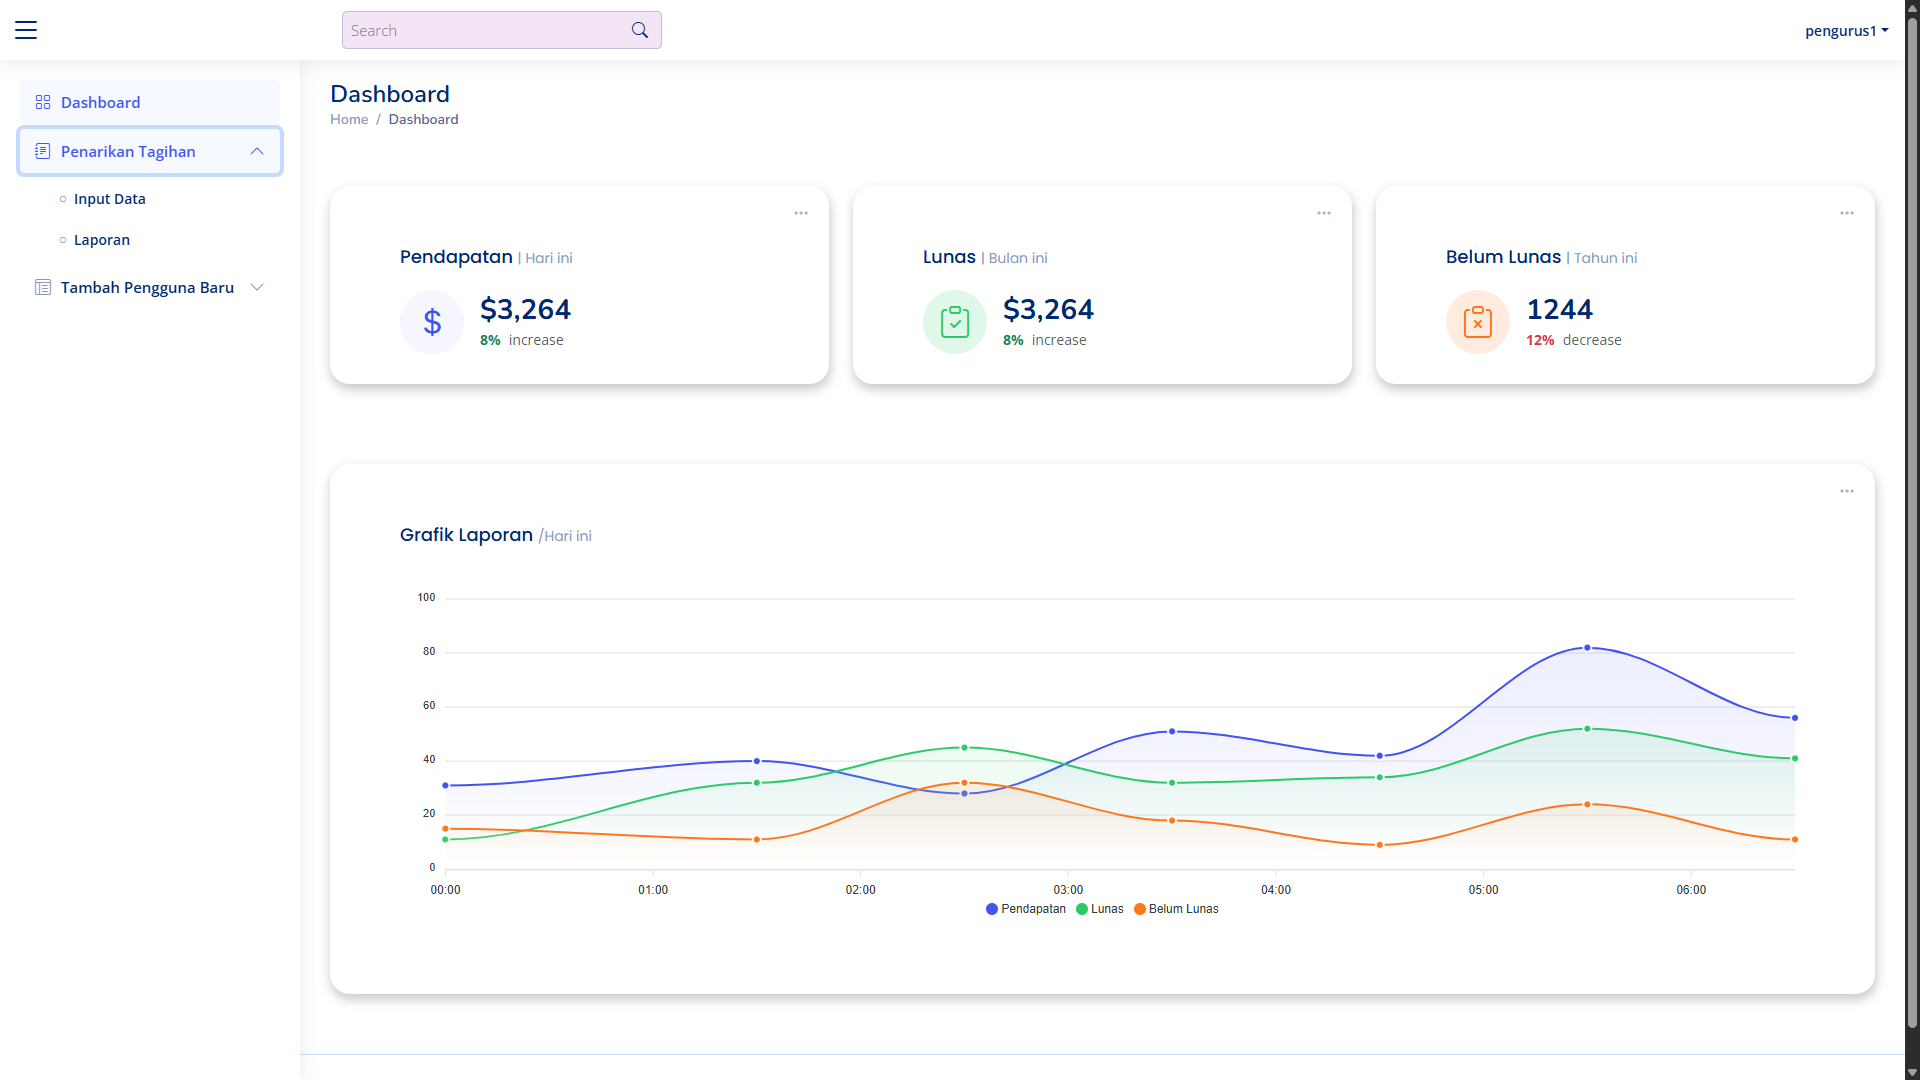 Search
pengurus1
Dashboard
Penarikan Tagihan
Input Data
Laporan
Tambah Pengguna Baru
Dashboard
Home / Dashboard
Pendapatan | Hari ini
$3,264
8% increase
Lunas | Bulan ini
$3,264
8% increase
Belum Lunas | Tahun ini
1244
12% decrease
Grafik Laporan /Hari ini
100
80
60
40
20
0
00:00 01:00 02:00 03:00 04:00 05:00 06:00
Pendapatan Lunas Belum Lunas